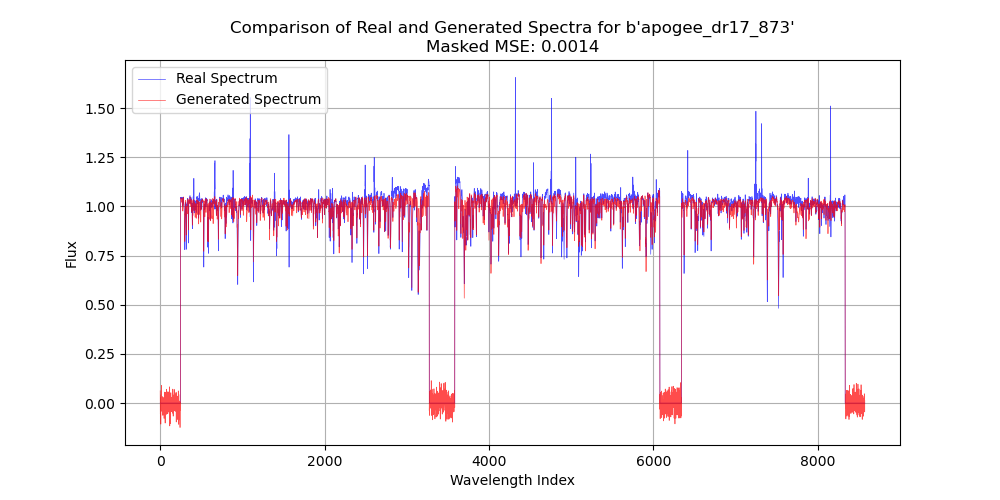 Comparison of Real and Generated Spectra for b'apogee_dr17_873'
Masked MSE: 0.0014
Real Spectrum
Generated Spectrum
1.50
1.25
1.00
0.75
0.50
0.25
0.00
Flux
0 2000 4000 6000 8000
Wavelength Index